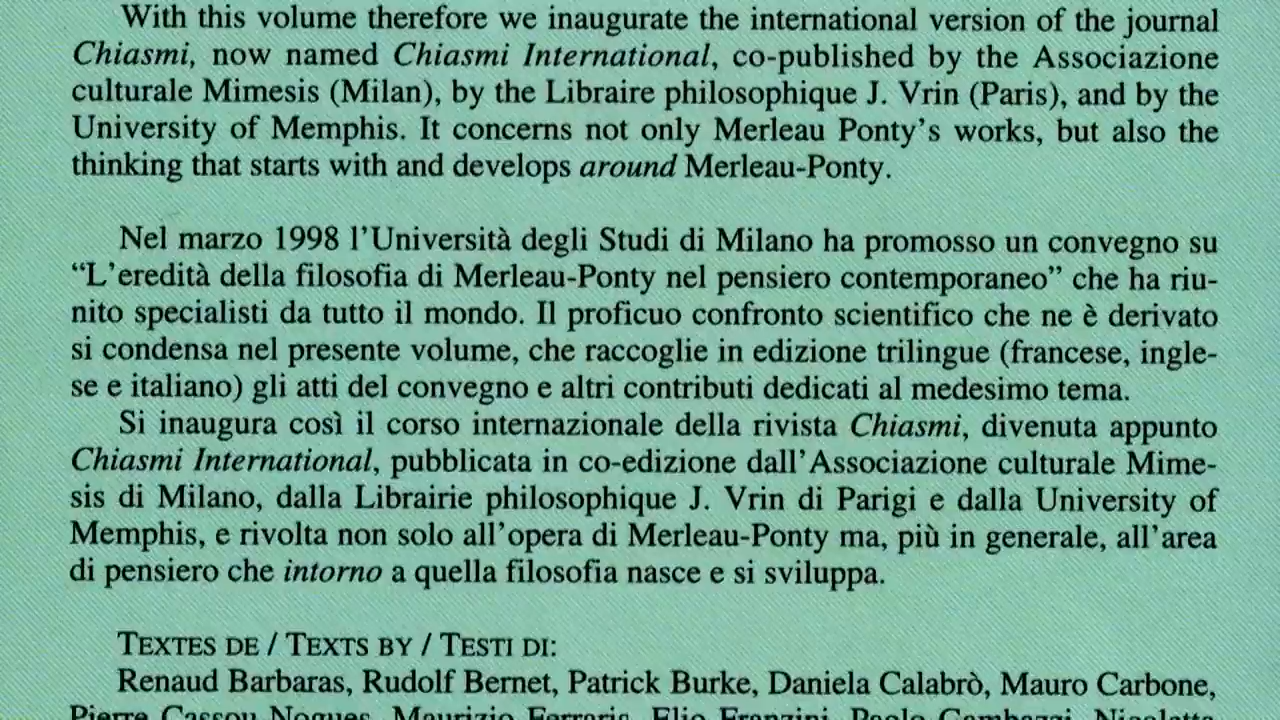 With this volume therefore we inaugurate the international version of the journal
Chiasmi, now named Chiasmi International, co-published by the Associazione
culturale Mimesis (Milan), by the Libraire philosophique J. Vrin (Paris), and by the
University of Memphis. It concerns not only Merleau Ponty's works, but also the
thinking that starts with and develops around Merleau-Ponty.
Nel marzo 1998 l'Università degli Studi di Milano ha promosso un convegno su
“L'eredità della filosofia di Merleau-Ponty nel pensiero contemporaneo” che ha riu-
nito specialisti da tutto il mondo. Il proficuo confronto scientifico che ne è derivato
si condensa nel presente volume, che raccoglie in edizione trilingue (francese, ingle-
se e italiano) gli atti del convegno e altri contributi dedicati al medesimo tema.
Si inaugura così il corso internazionale della rivista Chiasmi, divenuta appunto
Chiasmi International, pubblicata in co-edizione dall'Associazione culturale Mime-
sis di Milano, dalla Librairie philosophique J. Vrin di Parigi e dalla University of
Memphis, e rivolta non solo all'opera di Merleau-Ponty ma, più in generale, all'area
di pensiero che intorno a quella filosofia nasce e si sviluppa.
TEXTES DE / TEXTS BY / TESTI DI:
Renaud Barbaras, Rudolf Bernet, Patrick Burke, Daniela Calabrò, Mauro Carbone,
Pierre Cassou Nogues, Maurizio Ferraris, Elio Franzini, Paolo Gambazzi, Nicoletta